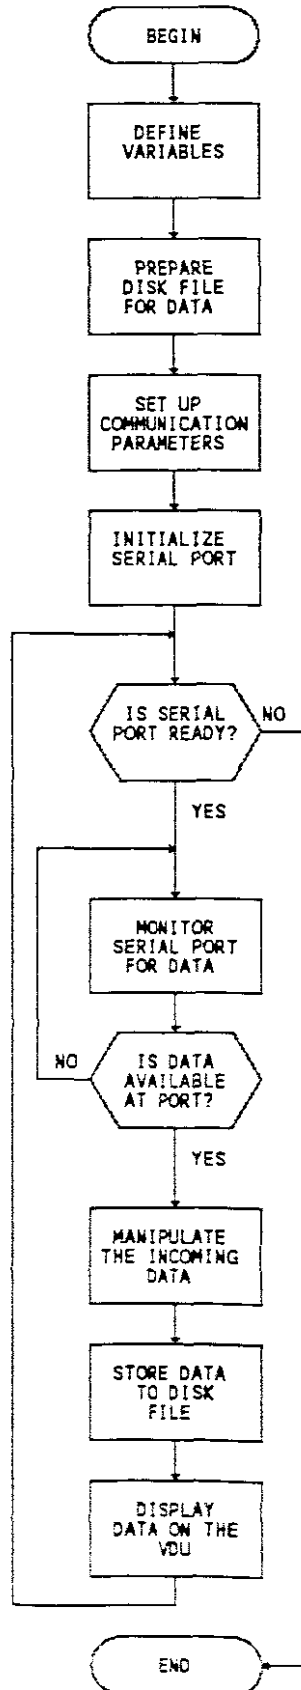 BEGIN
DEFINE
VARIABLES
PREPARE
DISK FILE
FOR DATA
SET UP
COMMUNICATION
PARAMETERS
INITIALIZE
SERIAL PORT
IS SERIAL
PORT READY?
NO
YES
MONITOR
SERIAL PORT
FOR DATA
NO
IS DATA
AVAILABLE
AT PORT?
YES
MANIPULATE
THE INCOMING
DATA
STORE DATA
TO DISK
FILE
DISPLAY
DATA ON THE
VDU
END